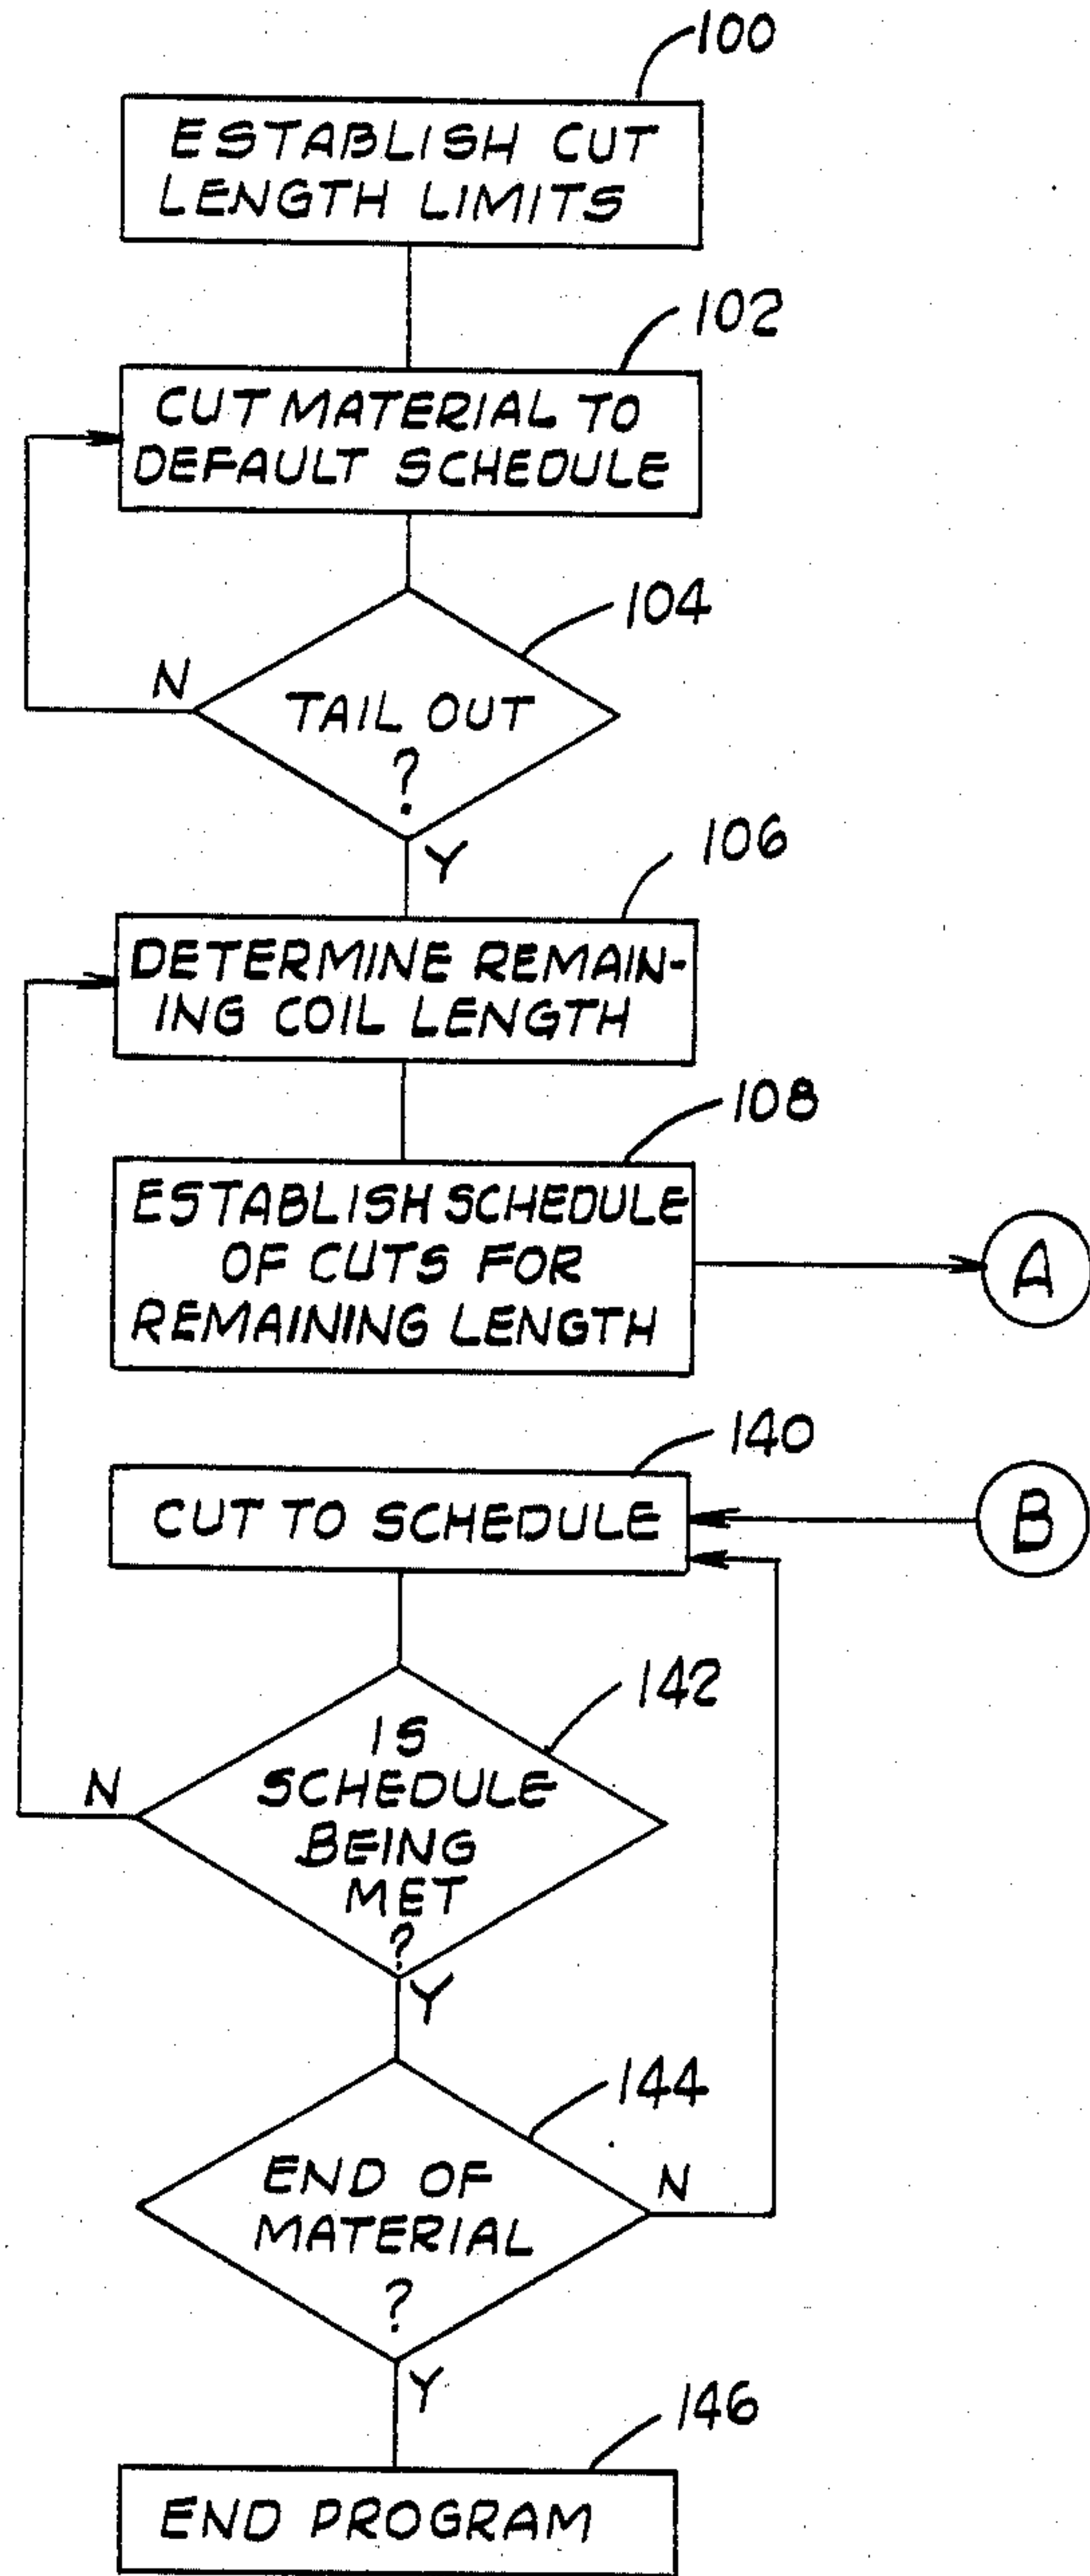 100
ESTABLISH CUT
LENGTH LIMITS
102
CUT MATERIAL TO
DEFAULT SCHEDULE
104
N
TAIL OUT
?
Y
106
DETERMINE REMAIN-
ING COIL LENGTH
108
ESTABLISH SCHEDULE
OF CUTS FOR
REMAINING LENGTH
A
140
CUT TO SCHEDULE
B
142
N
IS
SCHEDULE
BEING
MET
?
Y
144
END OF
MATERIAL
?
N
Y
146
END PROGRAM